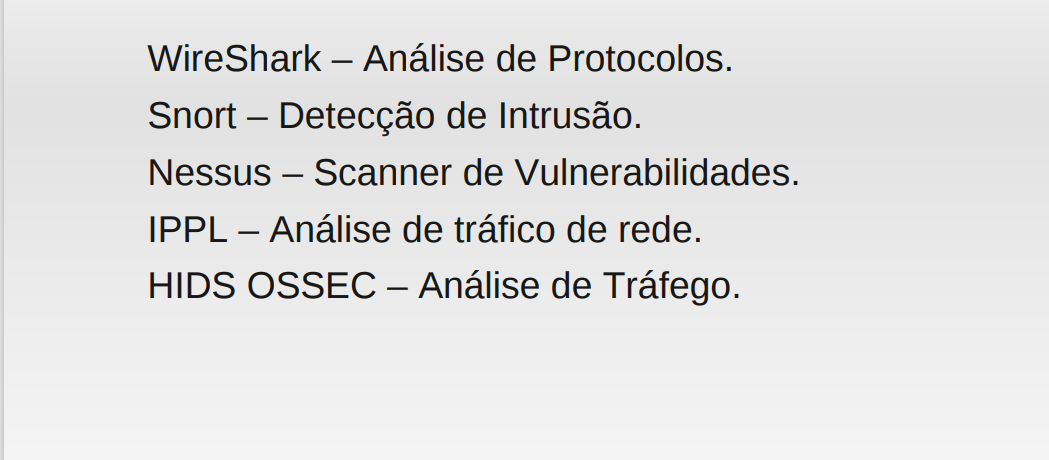 WireShark – Análise de Protocolos.
Snort – Detecção de Intrusão.
Nessus – Scanner de Vulnerabilidades.
IPPL – Análise de tráfico de rede.
HIDS OSSEC – Análise de Tráfego.